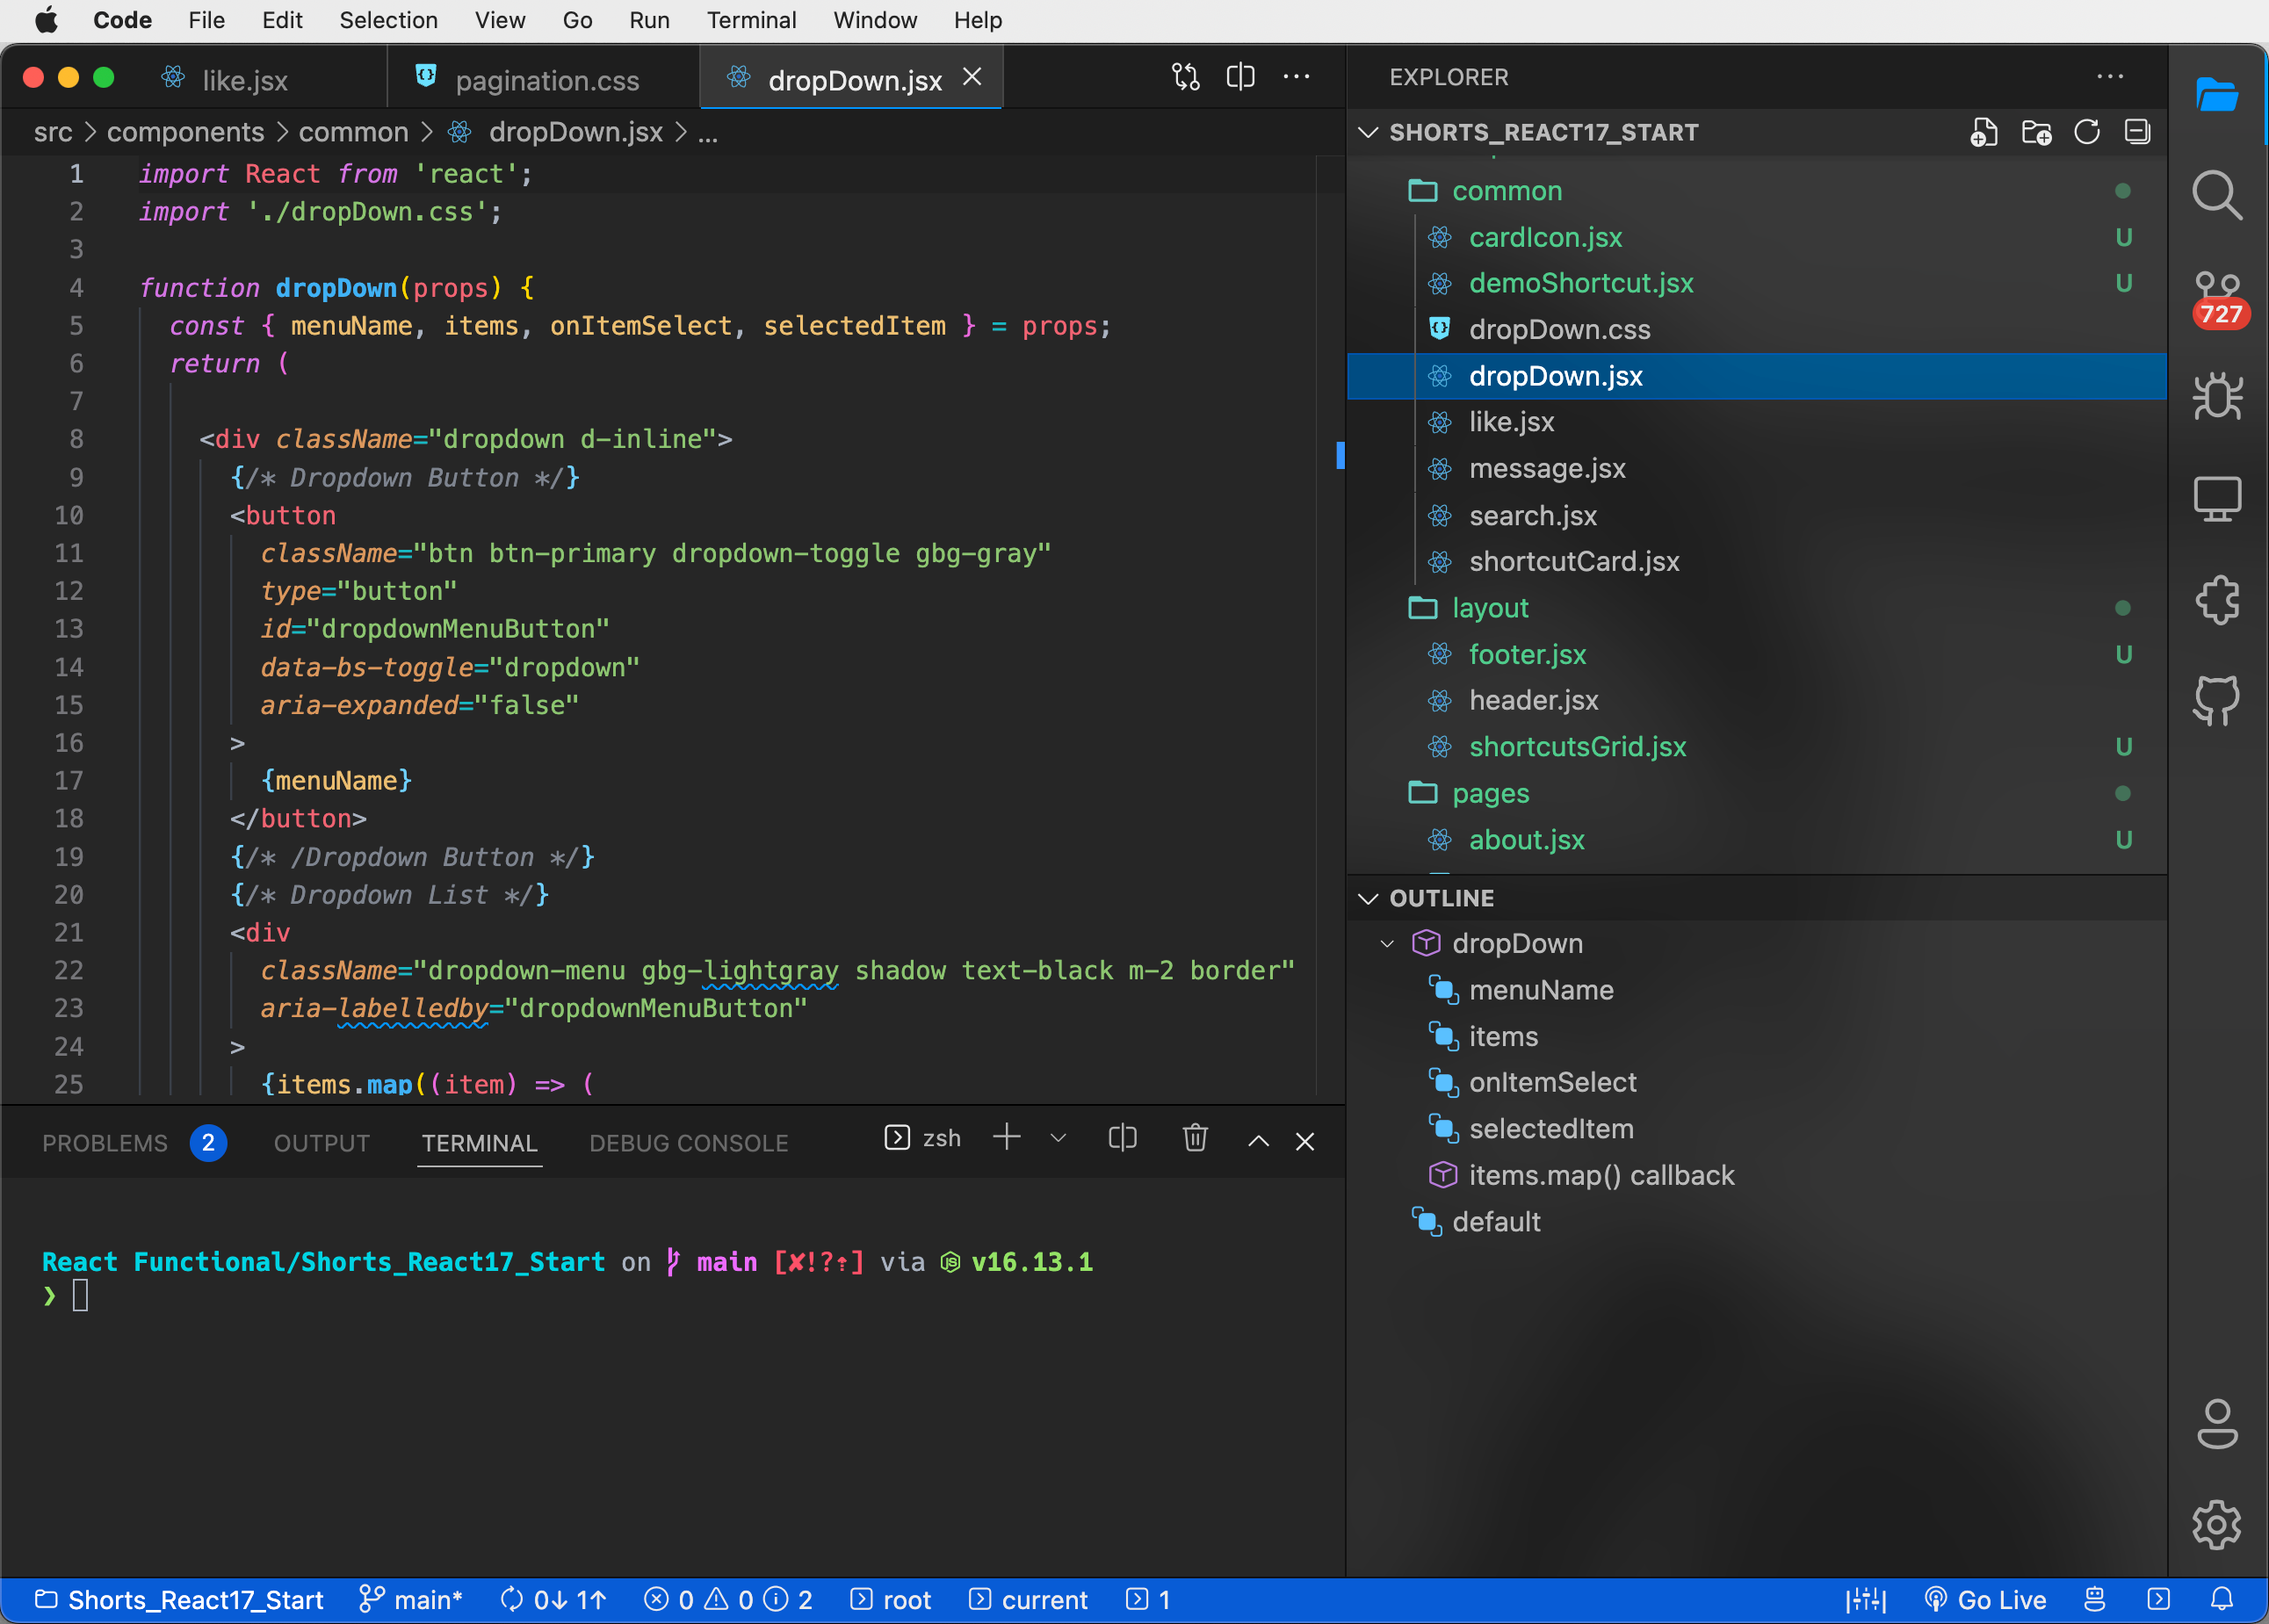 Code File Edit Selection View Go Run Terminal Window Help
like.jsx pagination.css dropDown.jsx
src > components > common > dropDown.jsx > ...
1 import React from 'react';
2 import './dropDown.css';
3
4 function dropDown(props) {
5 const { menuName, items, onItemSelect, selectedItem } = props;
6 return (
7
8 <div className="dropdown d-inline">
9 {/* Dropdown Button */}
10 <button
11 className="btn btn-primary dropdown-toggle gbg-gray"
12 type="button"
13 id="dropdownMenuButton"
14 data-bs-toggle="dropdown"
15 aria-expanded="false"
16 >
17 {menuName}
18 </button>
19 {/* /Dropdown Button */}
20 {/* Dropdown List */}
21 <div
22 className="dropdown-menu gbg-lightgray shadow text-black m-2 border"
23 aria-labelledby="dropdownMenuButton"
24 >
25 {items.map((item) => (
PROBLEMS 2 OUTPUT TERMINAL DEBUG CONSOLE zsh
React Functional/Shorts_React17_Start on main [✘!?⇡] via v16.13.1
❯
EXPLORER
SHORTS_REACT17_START
common
cardIcon.jsx U
demoShortcut.jsx U
dropDown.css
dropDown.jsx
like.jsx
message.jsx
search.jsx
shortcutCard.jsx
layout
footer.jsx U
header.jsx
shortcutsGrid.jsx U
pages
about.jsx U
OUTLINE
dropDown
menuName
items
onItemSelect
selectedItem
items.map() callback
default
727
Shorts_React17_Start main* 0↓ 1↑ 0 0 2 root current 1 Go Live